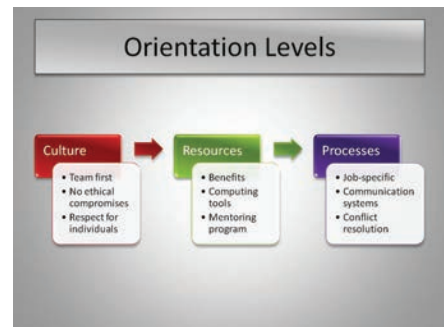 Orientation Levels
Culture
• Team first
• No ethical
compromises
• Respect for
individuals
Resources
• Benefits
• Computing
tools
• Mentoring
program
Processes
• Job-specific
• Communication
systems
• Conflict
resolution